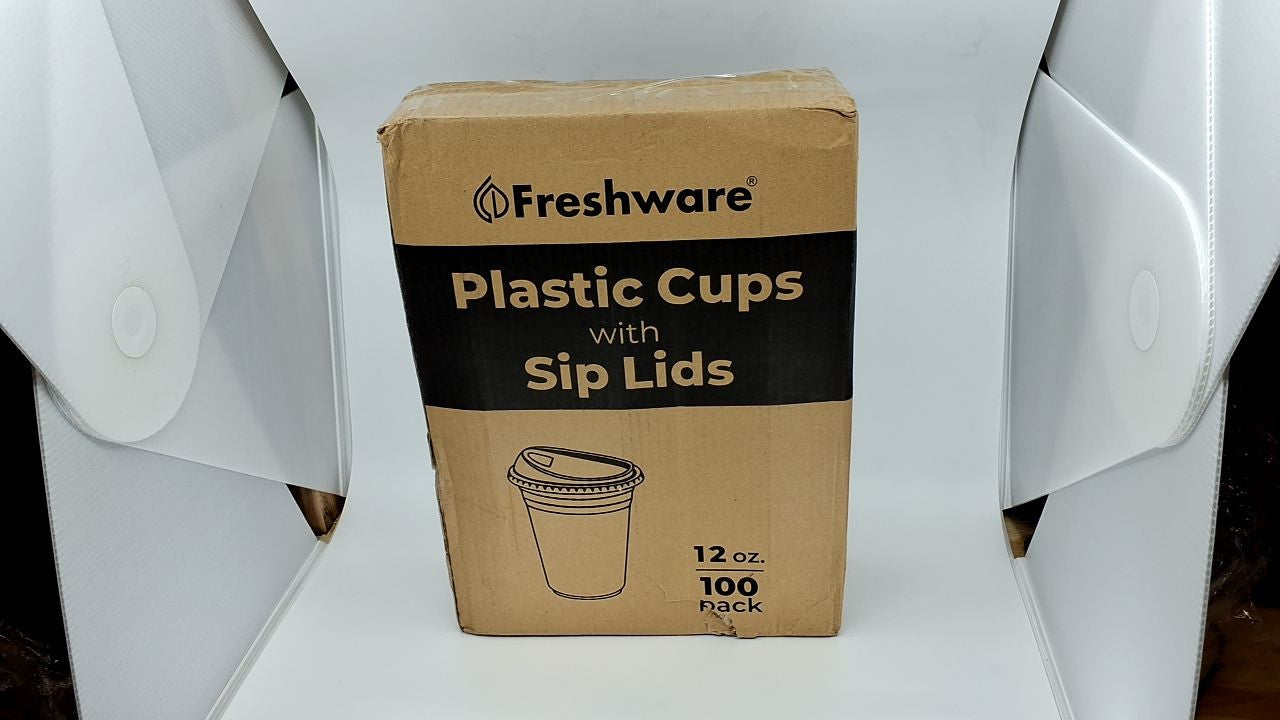 Freshware®
Plastic Cups
with
Sip Lids
12 oz.
100
pack